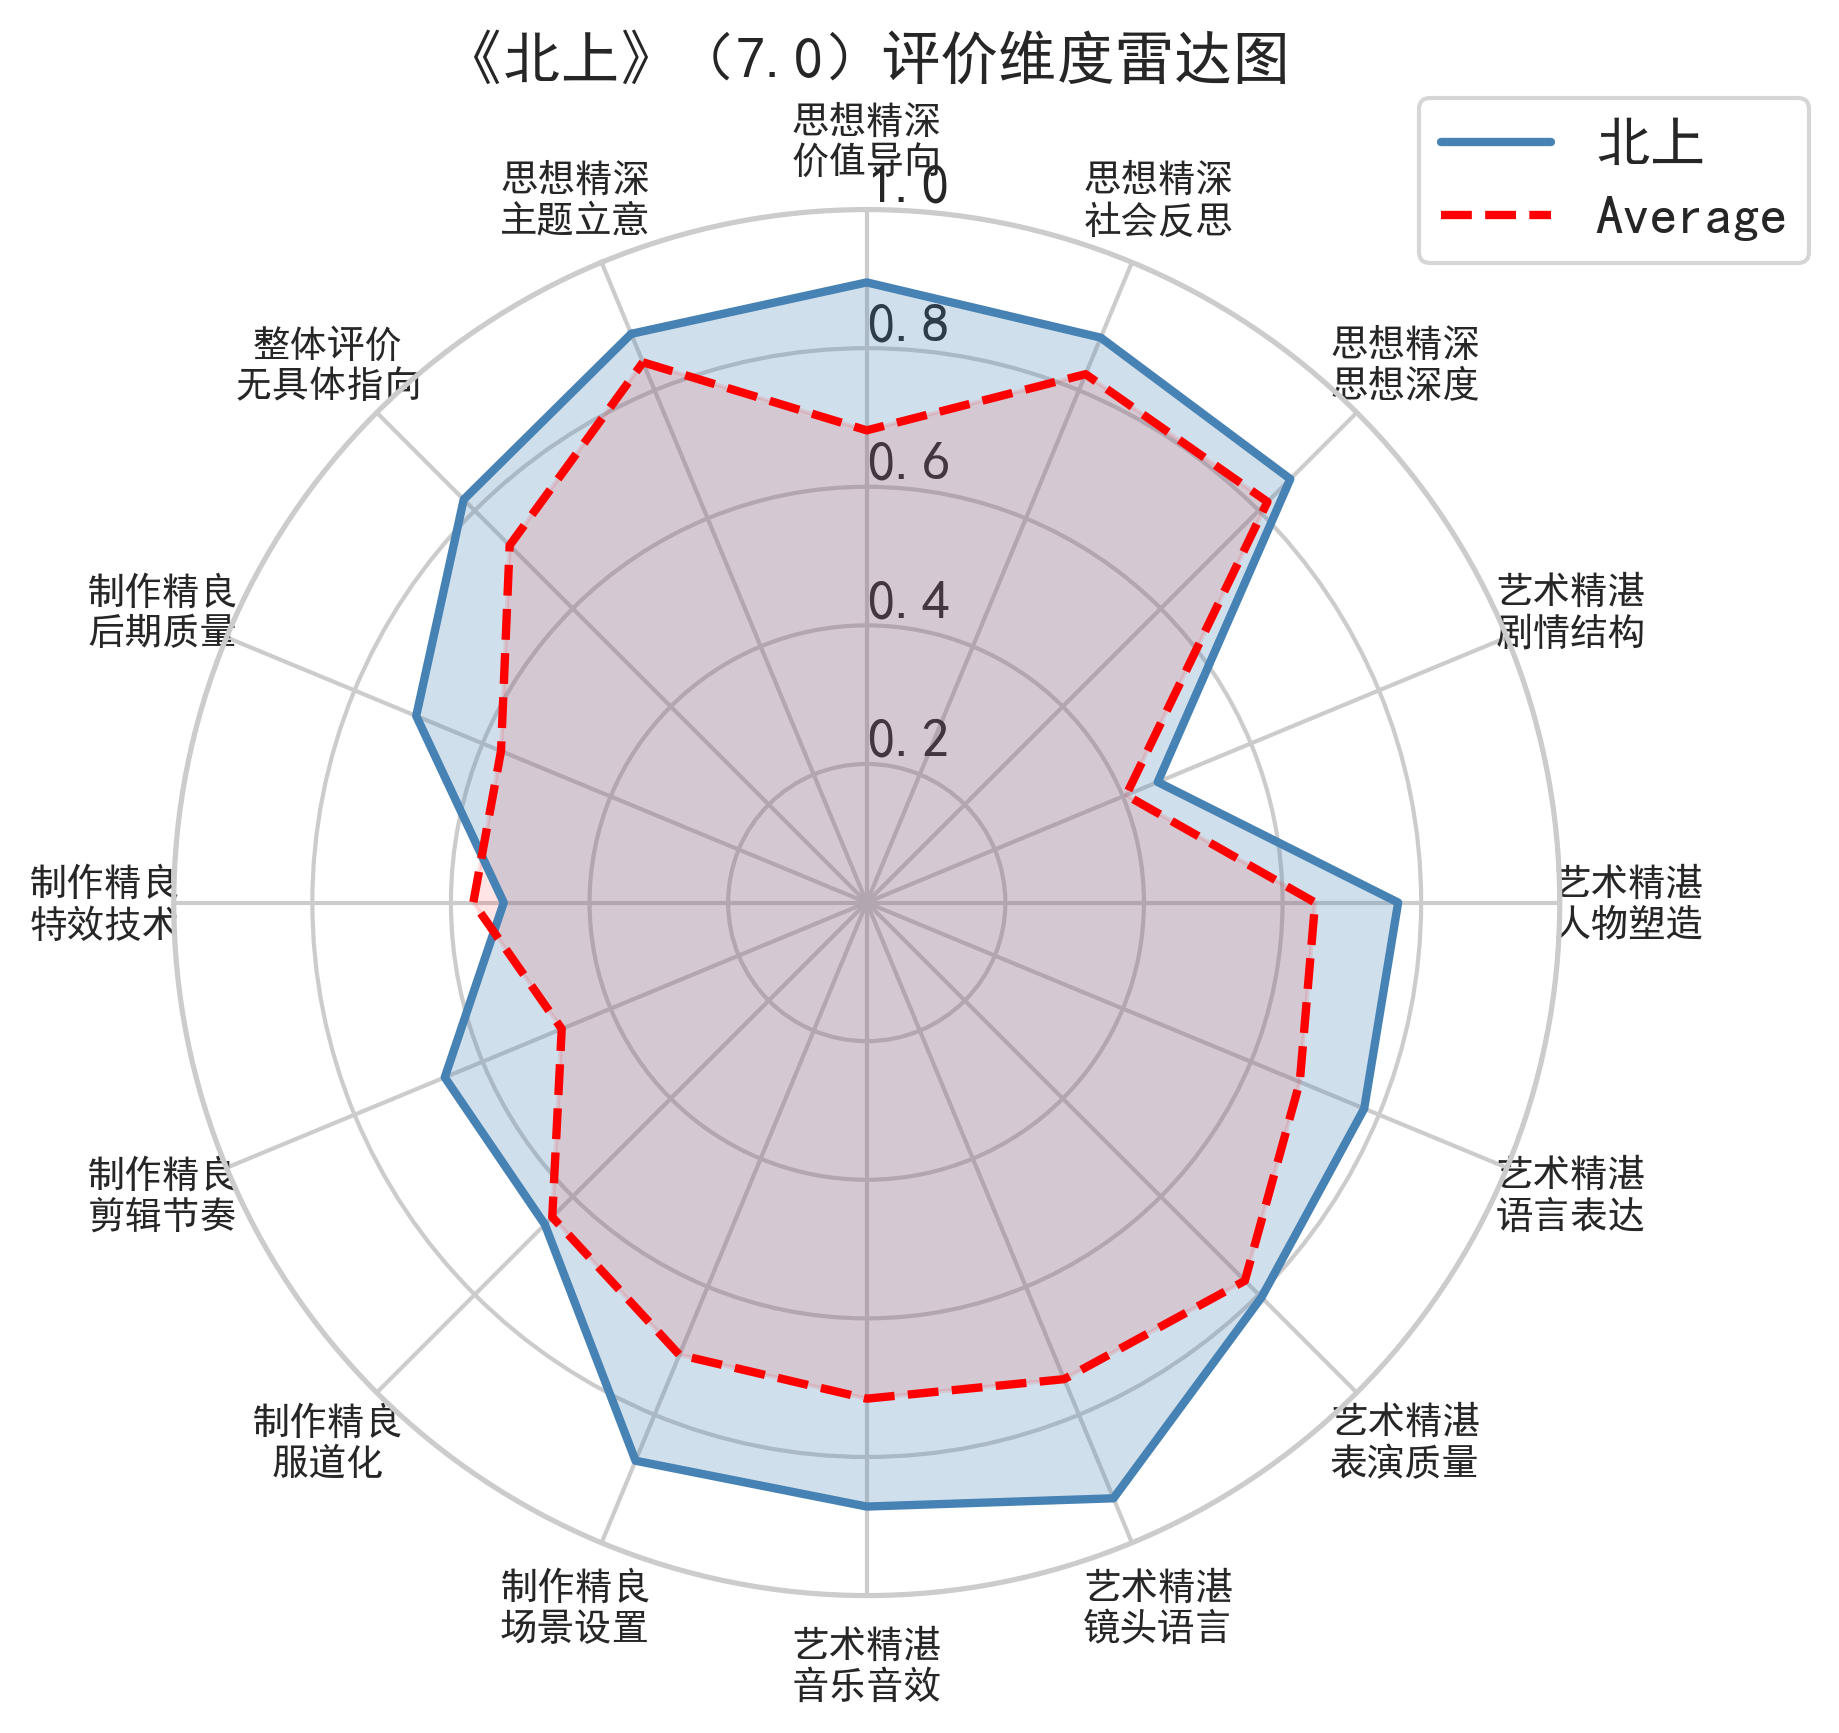 《北上》（7.0）评价维度雷达图
北上
Average
思想精深
价值导向
思想精深
社会反思
思想精深
思想深度
艺术精湛
剧情结构
艺术精湛
人物塑造
艺术精湛
语言表达
艺术精湛
表演质量
艺术精湛
镜头语言
艺术精湛
音乐音效
制作精良
场景设置
制作精良
服道化
制作精良
剪辑节奏
制作精良
特效技术
制作精良
后期质量
整体评价
无具体指向
思想精深
主题立意
1.0
0.8
0.6
0.4
0.2